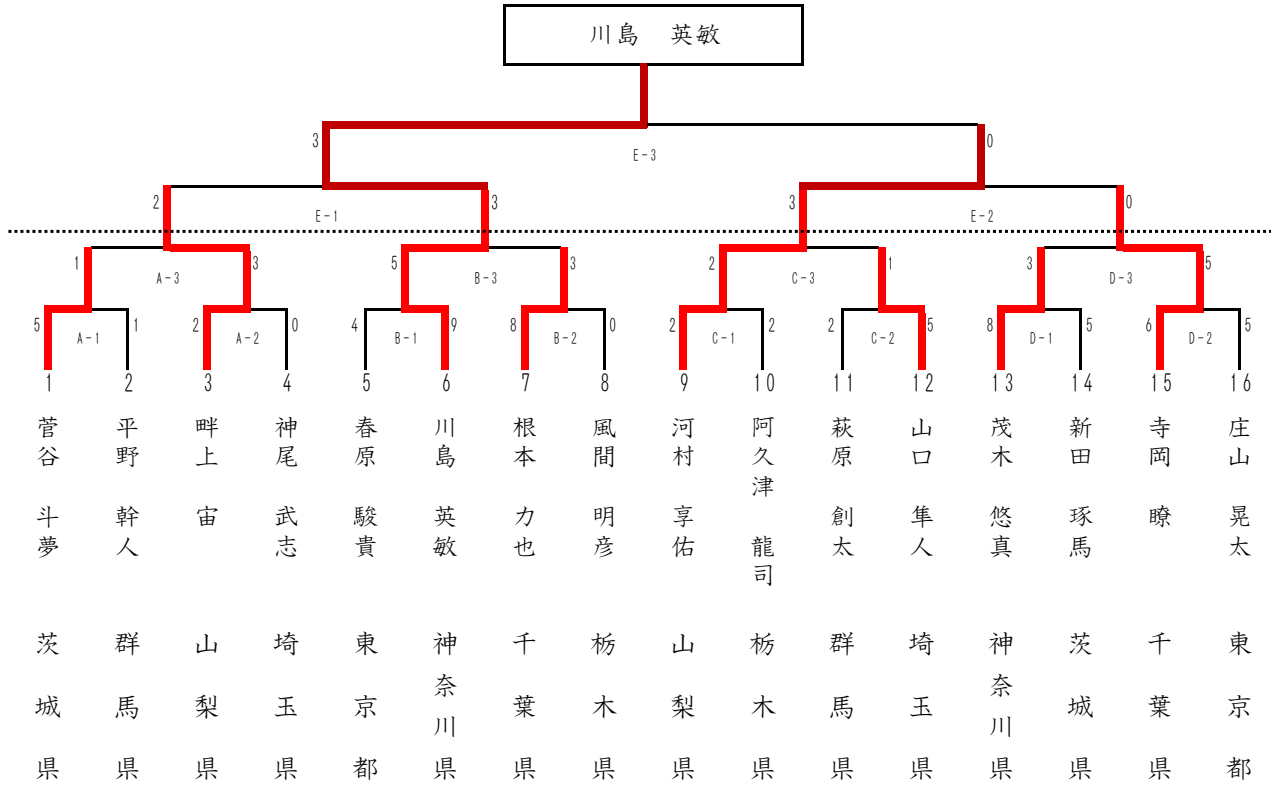 川島　英敏
3 0
E-3
2 3 3 0
E-1 E-2
1 3 5 3 2 1 3 5
A-3 B-3 C-3 D-3
5 1 2 0 4 9 8 0 2 2 2 5 8 5 6 5
A-1 A-2 B-1 B-2 C-1 C-2 D-1 D-2
1 2 3 4 5 6 7 8 9 10 11 12 13 14 15 16
菅谷　斗夢
平野　幹人
畔上　宙
神尾　武志
春原　駿貴
川島　英敏
根本　力也
風間　明彦
河村　享佑
阿久津　龍司
萩原　創太
山口　隼人
茂木　悠真
新田　琢馬
寺岡　瞭
庄山　晃太
茨城県
群馬県
山梨県
埼玉県
東京都
神奈川県
千葉県
栃木県
山梨県
栃木県
群馬県
埼玉県
神奈川県
茨城県
千葉県
東京都